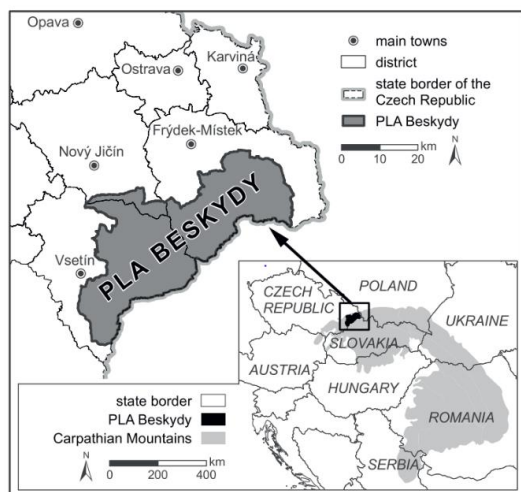 Opava
Ostrava
Karviná
Frýdek-Místek
Nový Jičín
Vsetín
PLA BESKYDY
main towns
district
state border of the
Czech Republic
PLA Beskydy
0 10 20 km
N
CZECH
REPUBLIC
POLAND
UKRAINE
SLOVAKIA
AUSTRIA
HUNGARY
ROMANIA
SERBIA
state border
PLA Beskydy
Carpathian Mountains
N
0 200 400
km